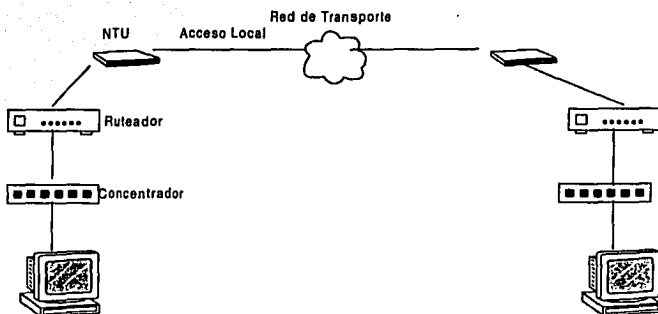 Red de Transporte
NTU
Acceso Local
Ruteador
Concentrador